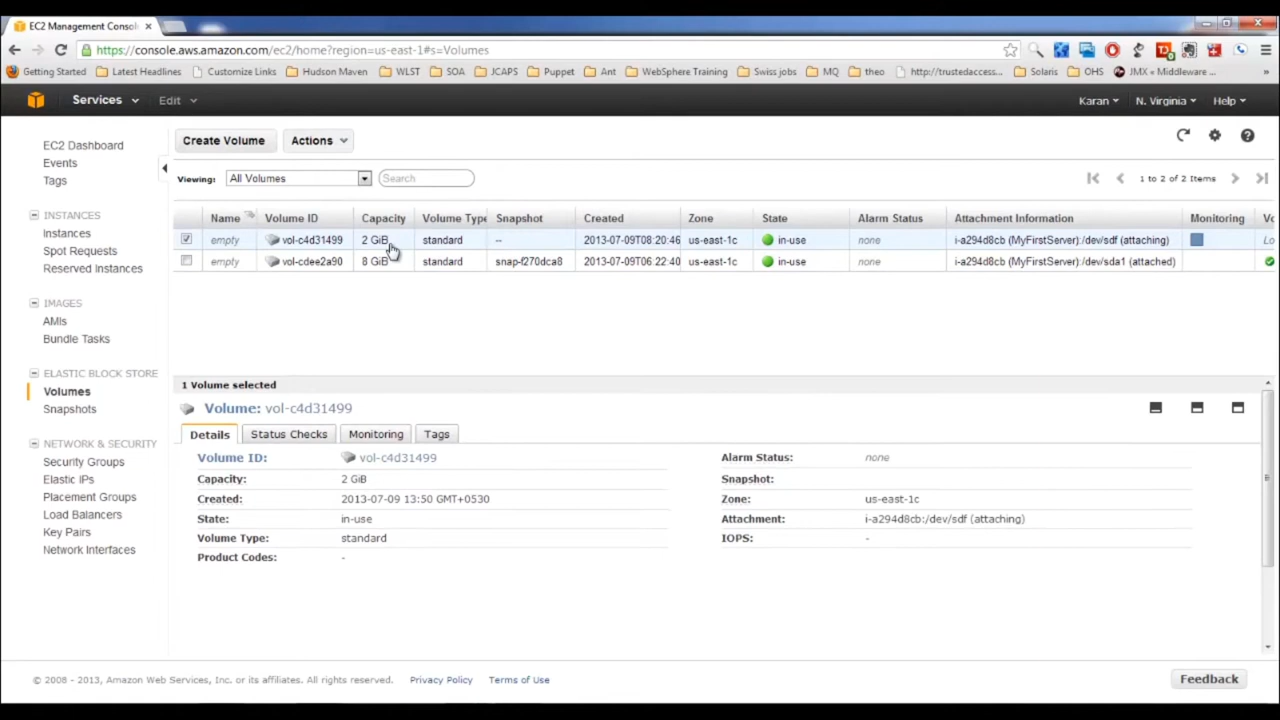 EC2 Management Consol
https://console.aws.amazon.com/ec2/home?region=us-east-1#s=Volumes
Getting Started Latest Headlines Customize Links Hudson Maven WLST SOA JCAPS Puppet Ant WebSphere Training Swiss jobs MQ theo http://trustedaccess... Solaris OHS JMX « Middleware ...
Services Edit Karan N. Virginia Help
Create Volume Actions
Viewing: All Volumes Search 1 to 2 of 2 Items
Name Volume ID Capacity Volume Type Snapshot Created Zone State Alarm Status Attachment Information Monitoring Vo
empty vol-c4d31499 2 GiB standard -- 2013-07-09T08:20:46 us-east-1c in-use none i-a294d8cb (MyFirstServer):/dev/sdf (attaching) Lo
empty vol-cdee2a90 8 GiB standard snap-f270dca8 2013-07-09T06:22:40 us-east-1c in-use none i-a294d8cb (MyFirstServer):/dev/sda1 (attached)
EC2 Dashboard
Events
Tags
INSTANCES
Instances
Spot Requests
Reserved Instances
IMAGES
AMIs
Bundle Tasks
ELASTIC BLOCK STORE
Volumes
Snapshots
NETWORK & SECURITY
Security Groups
Elastic IPs
Placement Groups
Load Balancers
Key Pairs
Network Interfaces
1 Volume selected
Volume: vol-c4d31499
Details Status Checks Monitoring Tags
Volume ID: vol-c4d31499 Alarm Status: none
Capacity: 2 GiB Snapshot:
Created: 2013-07-09 13:50 GMT+0530 Zone: us-east-1c
State: in-use Attachment: i-a294d8cb:/dev/sdf (attaching)
Volume Type: standard IOPS: -
Product Codes: -
© 2008 - 2013, Amazon Web Services, Inc. or its affiliates. All rights reserved. Privacy Policy Terms of Use Feedback